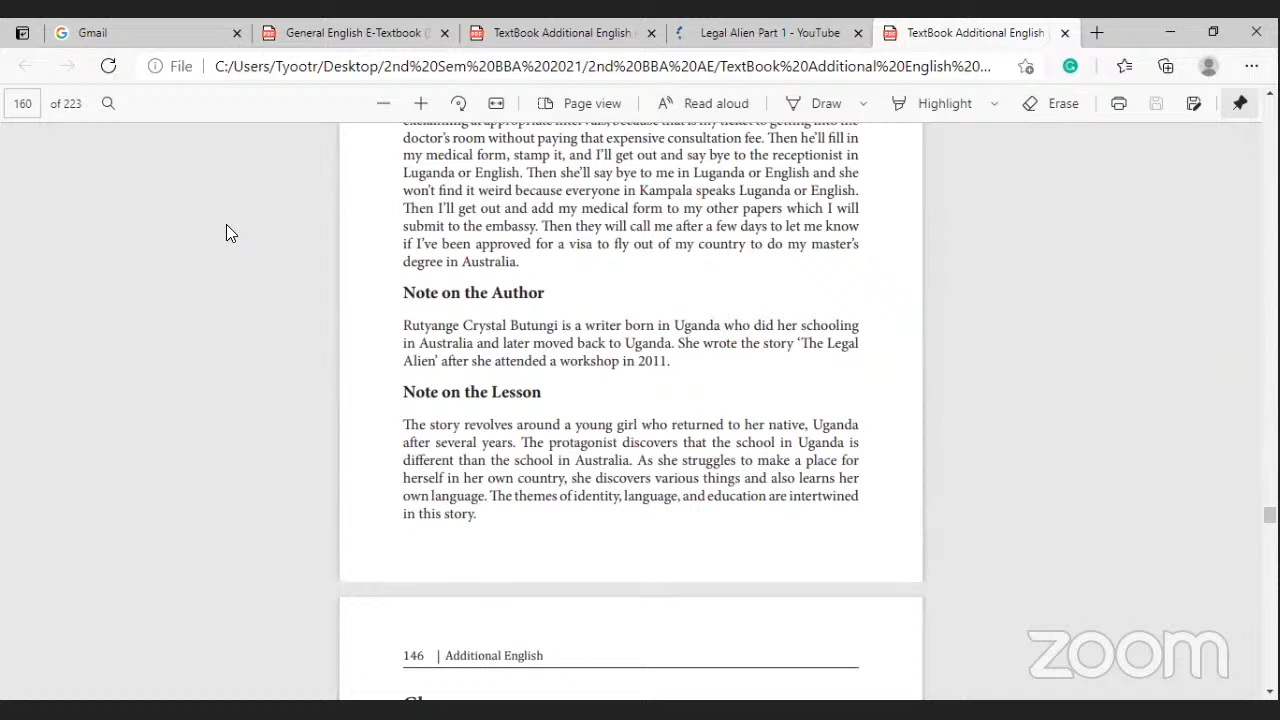 Gmail
General English E-Textbook (
TextBook Additional English
Legal Alien Part 1 - YouTube
TextBook Additional English
File
C:/Users/Tyootr/Desktop/2nd%20Sem%20BBA%202021/2nd%20BBA%20AE/TextBook%20Additional%20English%20...
160 of 223
Page view
Read aloud
Draw
Highlight
Erase
explaining at appropriate intervals, because that is my ticket to getting into the
doctor's room without paying that expensive consultation fee. Then he'll fill in
my medical form, stamp it, and I'll get out and say bye to the receptionist in
Luganda or English. Then she'll say bye to me in Luganda or English and she
won't find it weird because everyone in Kampala speaks Luganda or English.
Then I'll get out and add my medical form to my other papers which I will
submit to the embassy. Then they will call me after a few days to let me know
if I've been approved for a visa to fly out of my country to do my master's
degree in Australia.
Note on the Author
Rutyange Crystal Butungi is a writer born in Uganda who did her schooling
in Australia and later moved back to Uganda. She wrote the story 'The Legal
Alien' after she attended a workshop in 2011.
Note on the Lesson
The story revolves around a young girl who returned to her native, Uganda
after several years. The protagonist discovers that the school in Uganda is
different than the school in Australia. As she struggles to make a place for
herself in her own country, she discovers various things and also learns her
own language. The themes of identity, language, and education are intertwined
in this story.
146 | Additional English
zoom